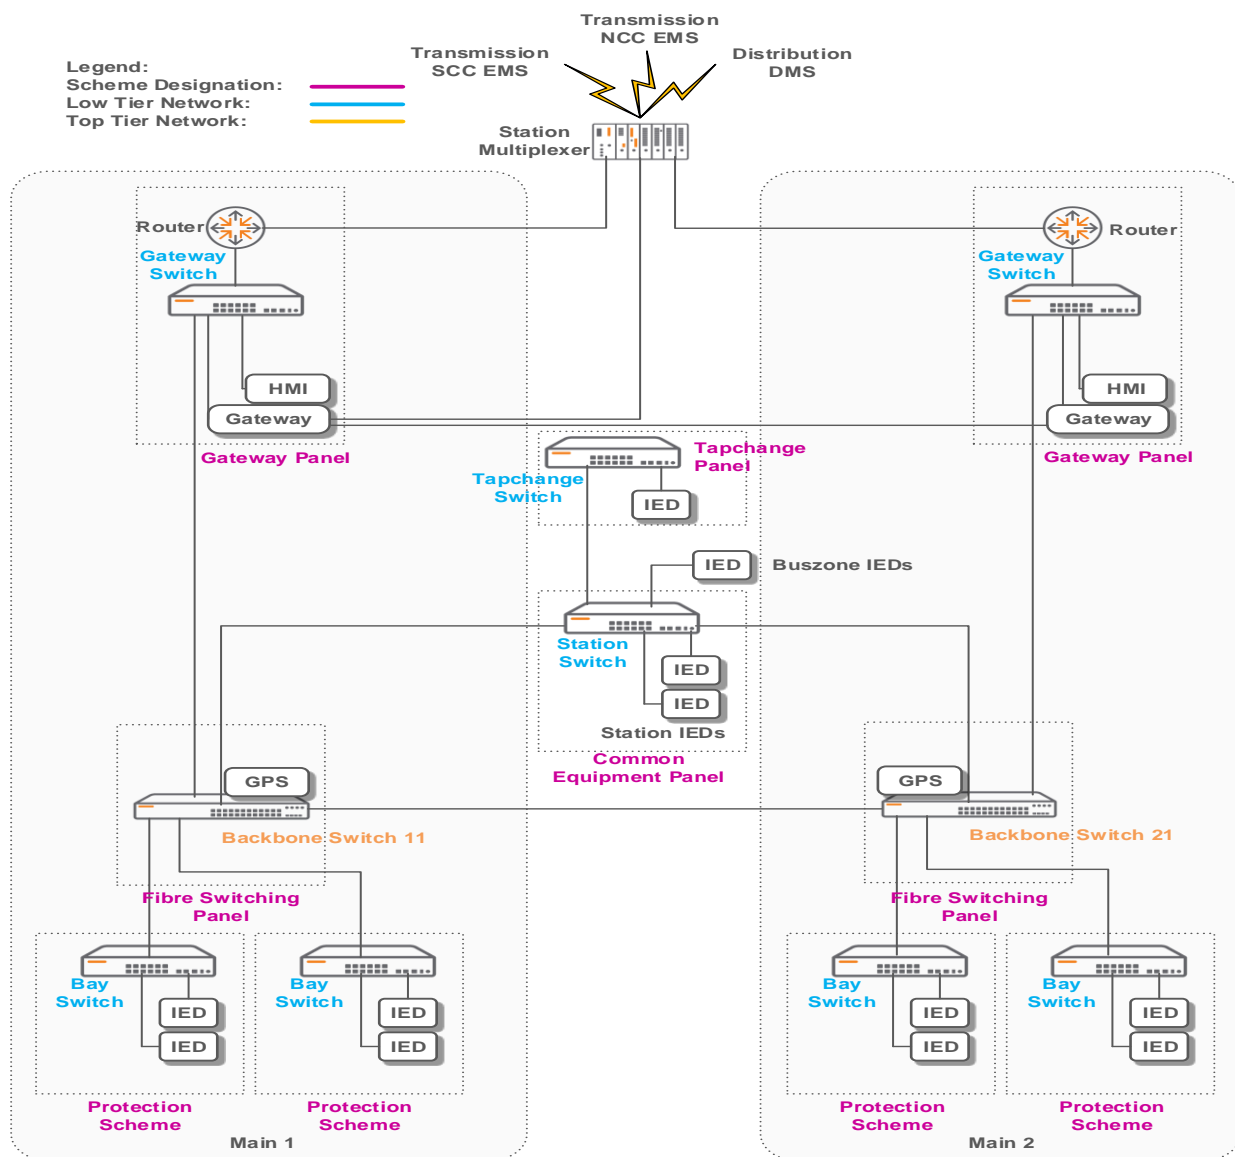 Transmission
NCC EMS
Transmission
SCC EMS
Distribution
DMS
Legend:
Scheme Designation:
Low Tier Network:
Top Tier Network:
Station
Multiplexer
Router
Gateway
Switch
HMI
Gateway
Gateway Panel
Router
Gateway
Switch
HMI
Gateway
Gateway Panel
Tapchange
Panel
Tapchange
Switch
IED
IED
Buszone IEDs
Station
Switch
IED
IED
Station IEDs
Common
Equipment Panel
GPS
Backbone Switch 11
Fibre Switching
Panel
GPS
Backbone Switch 21
Fibre Switching
Panel
Bay
Switch
IED
IED
Protection
Scheme
Bay
Switch
IED
IED
Protection
Scheme
Main 1
Bay
Switch
IED
IED
Protection
Scheme
Bay
Switch
IED
IED
Protection
Scheme
Main 2